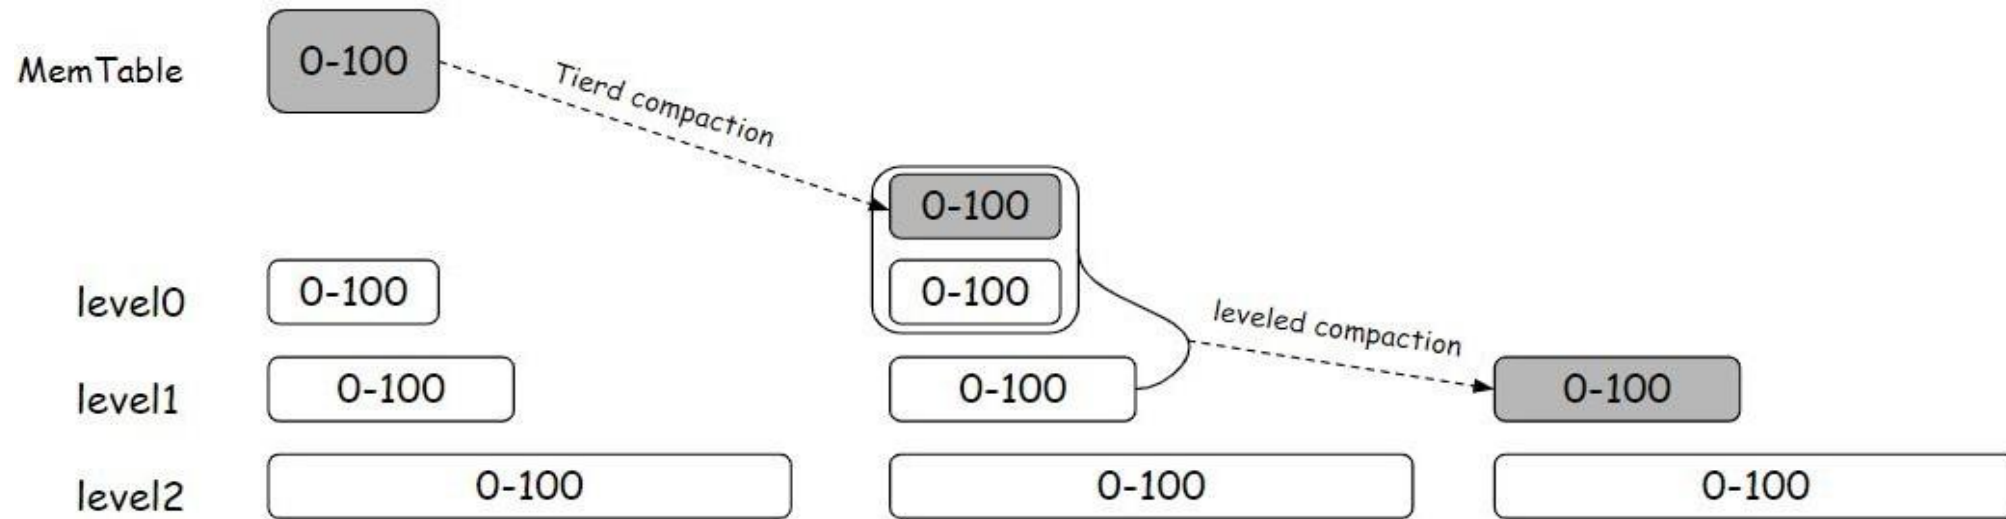 MemTable 0-100
Tierd compaction
0-100
level0 0-100 0-100
leveled compaction
level1 0-100 0-100 0-100
level2 0-100 0-100 0-100